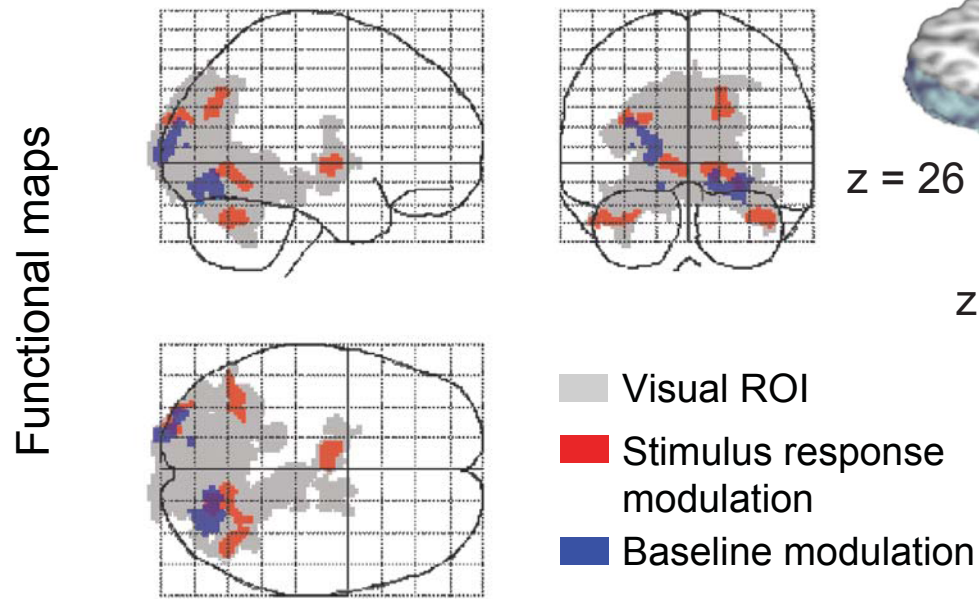 Functional maps
z = 26
z
Visual ROI
Stimulus response
modulation
Baseline modulation